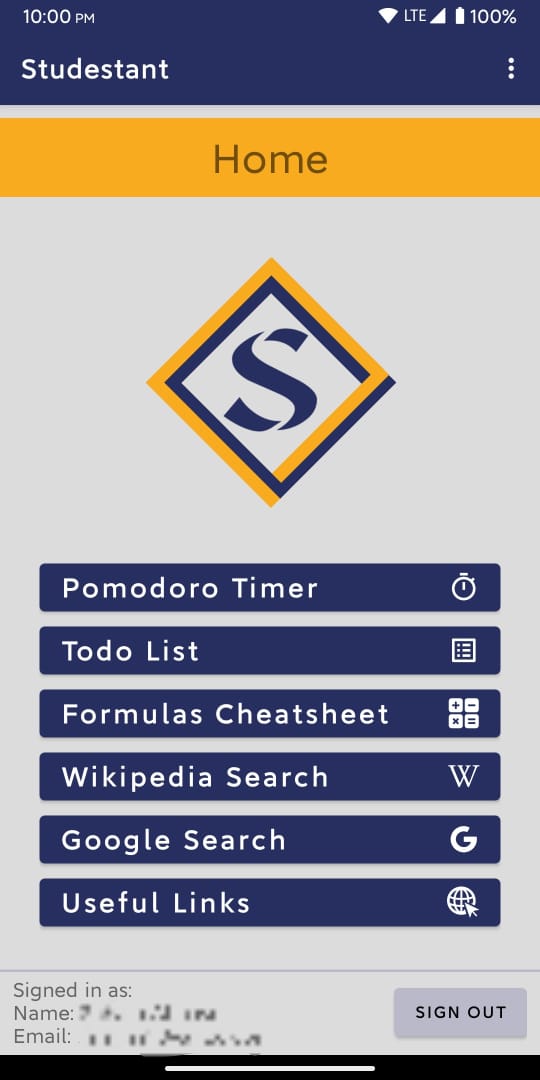 10:00 PM LTE 100%
Studestant
Home
S
Pomodoro Timer
Todo List
Formulas Cheatsheet
Wikipedia Search W
Google Search G
Useful Links
Signed in as:
Name:
Email:
SIGN OUT